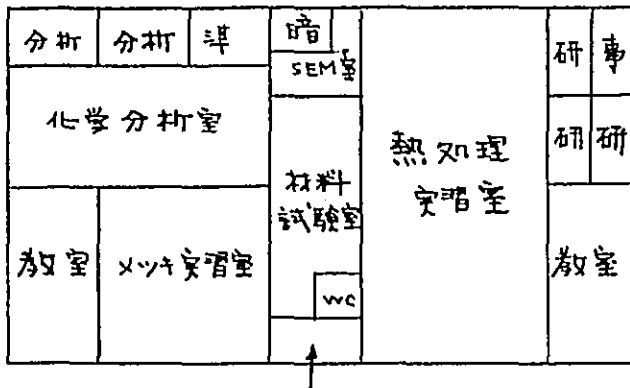 分析
分析
準
暗
SEM室
研
事
化学分析室
熱処理
実習室
研
研
材料
試験室
教室
メッキ実習室
WC
教室